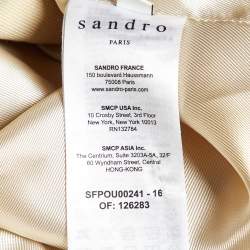 sandro
PARIS
SANDRO FRANCE
150 boulevard Haussmann
75008 Paris
www.sandro-paris.com
SMCP USA Inc.
10 Crosby Street, 3rd Floor
New York, New York 10013
RN132784
SMCP ASIA Inc.
The Centrium, Suite 3203A-5A, 32/F
60 Wyndham Street, Central
HONG-KONG
SFPOU00241 - 16
OF: 126283